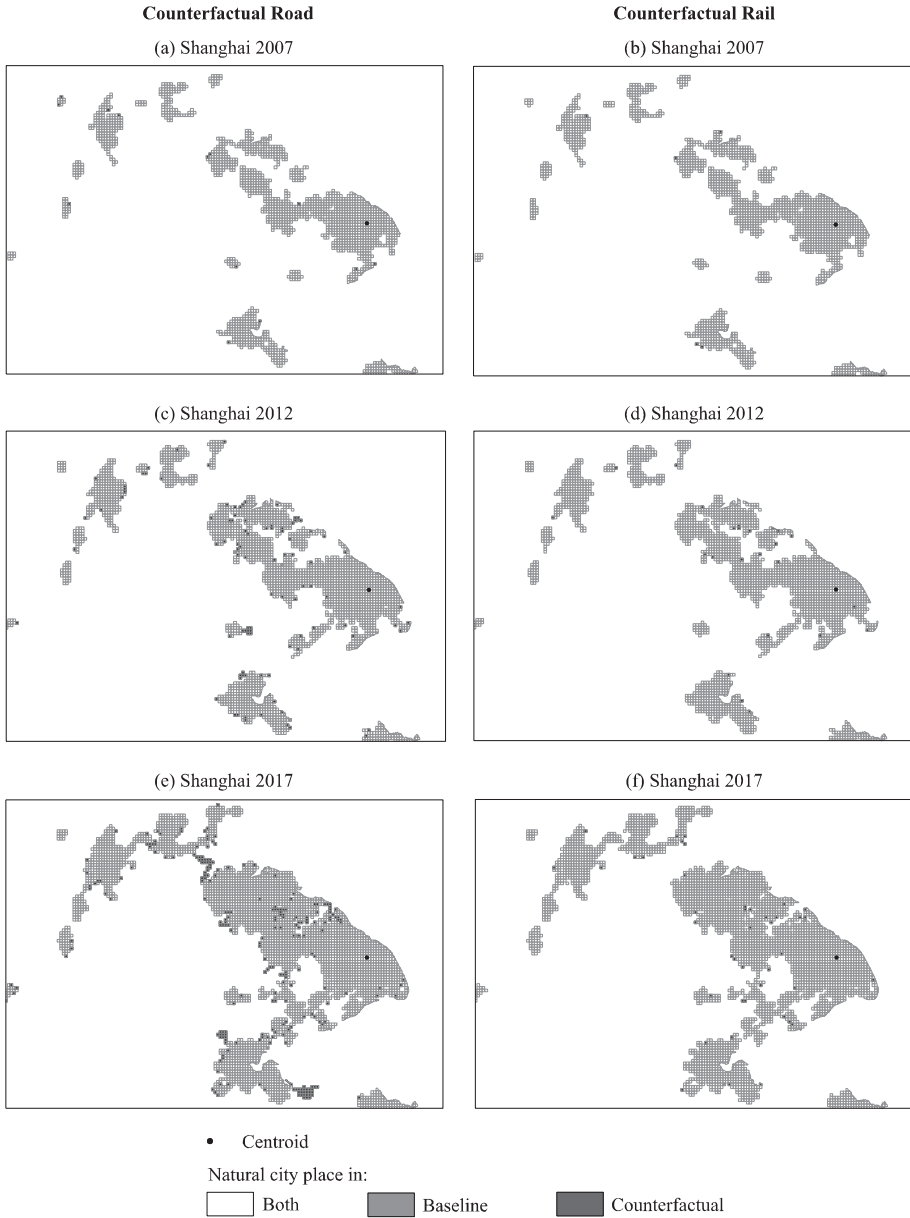 Counterfactual Road
Counterfactual Rail
(a) Shanghai 2007
(b) Shanghai 2007
(c) Shanghai 2012
(d) Shanghai 2012
(e) Shanghai 2017
(f) Shanghai 2017
Centroid
Natural city place in:
Both
Baseline
Counterfactual